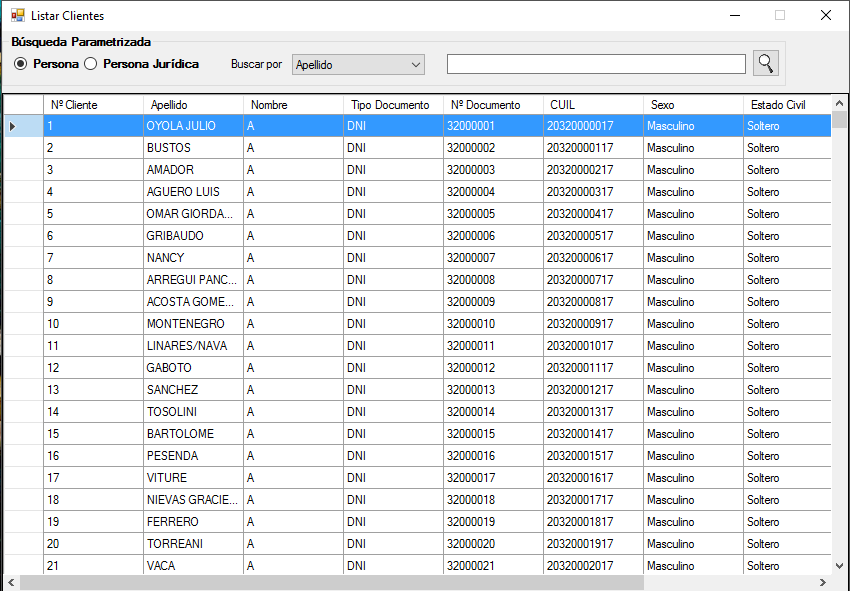 Listar Clientes
Búsqueda Parametrizada
Persona Persona Jurídica Buscar por Apellido
Nº Cliente Apellido Nombre Tipo Documento Nº Documento CUIL Sexo Estado Civil
1 OYOLA JULIO A DNI 32000001 20320000017 Masculino Soltero
2 BUSTOS A DNI 32000002 20320000117 Masculino Soltero
3 AMADOR A DNI 32000003 20320000217 Masculino Soltero
4 AGUERO LUIS A DNI 32000004 20320000317 Masculino Soltero
5 OMAR GIORDA... A DNI 32000005 20320000417 Masculino Soltero
6 GRIBAUDO A DNI 32000006 20320000517 Masculino Soltero
7 NANCY A DNI 32000007 20320000617 Masculino Soltero
8 ARREGUI PANC... A DNI 32000008 20320000717 Masculino Soltero
9 ACOSTA GOME... A DNI 32000009 20320000817 Masculino Soltero
10 MONTENEGRO A DNI 32000010 20320000917 Masculino Soltero
11 LINARES/NAVA A DNI 32000011 20320001017 Masculino Soltero
12 GABOTO A DNI 32000012 20320001117 Masculino Soltero
13 SANCHEZ A DNI 32000013 20320001217 Masculino Soltero
14 TOSOLINI A DNI 32000014 20320001317 Masculino Soltero
15 BARTOLOME A DNI 32000015 20320001417 Masculino Soltero
16 PESENDA A DNI 32000016 20320001517 Masculino Soltero
17 VITURE A DNI 32000017 20320001617 Masculino Soltero
18 NIEVAS GRACIE... A DNI 32000018 20320001717 Masculino Soltero
19 FERRERO A DNI 32000019 20320001817 Masculino Soltero
20 TORREANI A DNI 32000020 20320001917 Masculino Soltero
21 VACA A DNI 32000021 20320002017 Masculino Soltero